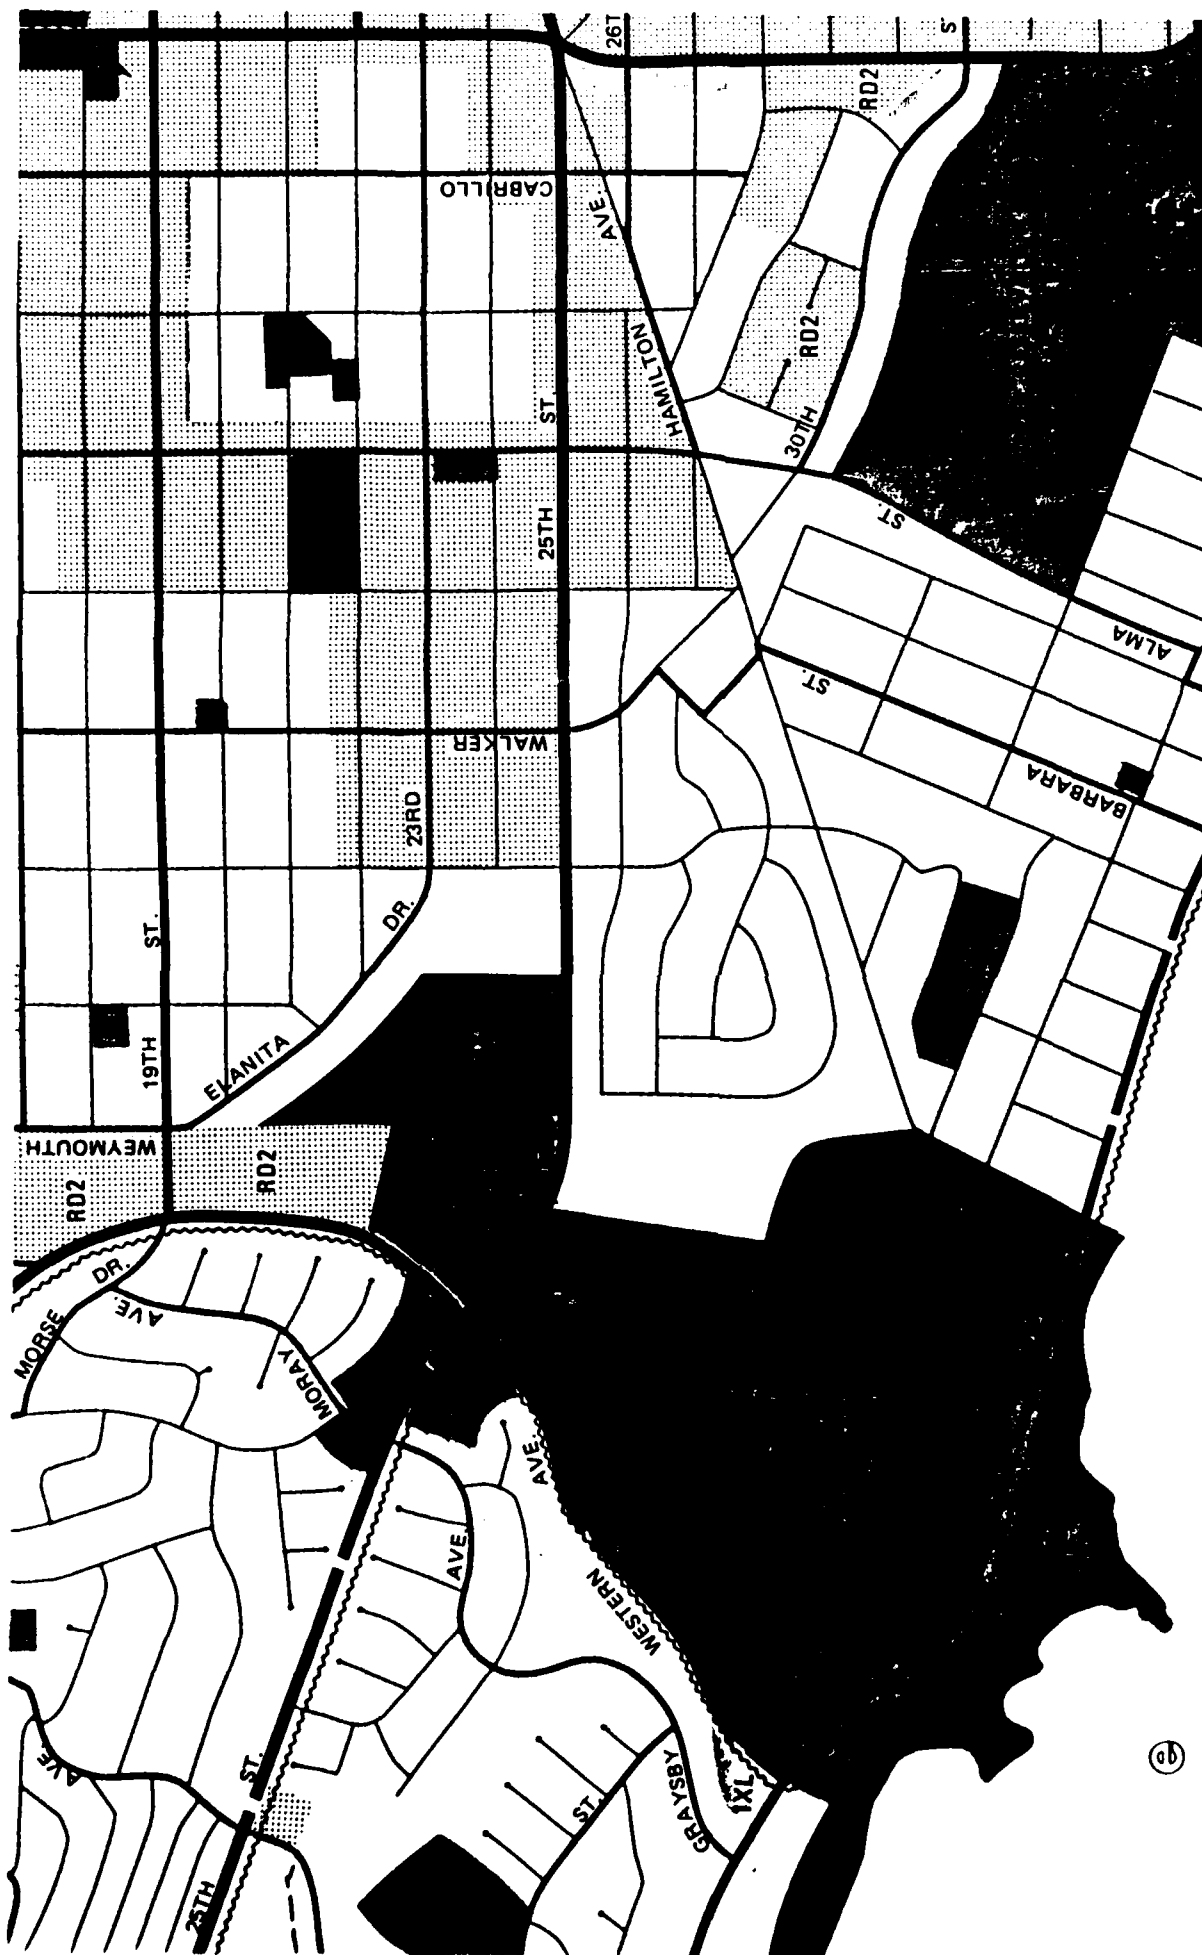 26T
S
RD2
CABRILLO
AVE.
HAMILTON
RD2
ST.
30TH
25TH
ST.
ALMA
WALKER
ST.
BARBARA
23RD
DR.
ST.
19TH
ELANITA
WEYMOUTH
RD2
RD2
DR.
MORSE
AVE.
MORAY
AVE.
AVE.
WESTERN
AVE.
ST.
ST.
GRAYSBY
1XL
25TH